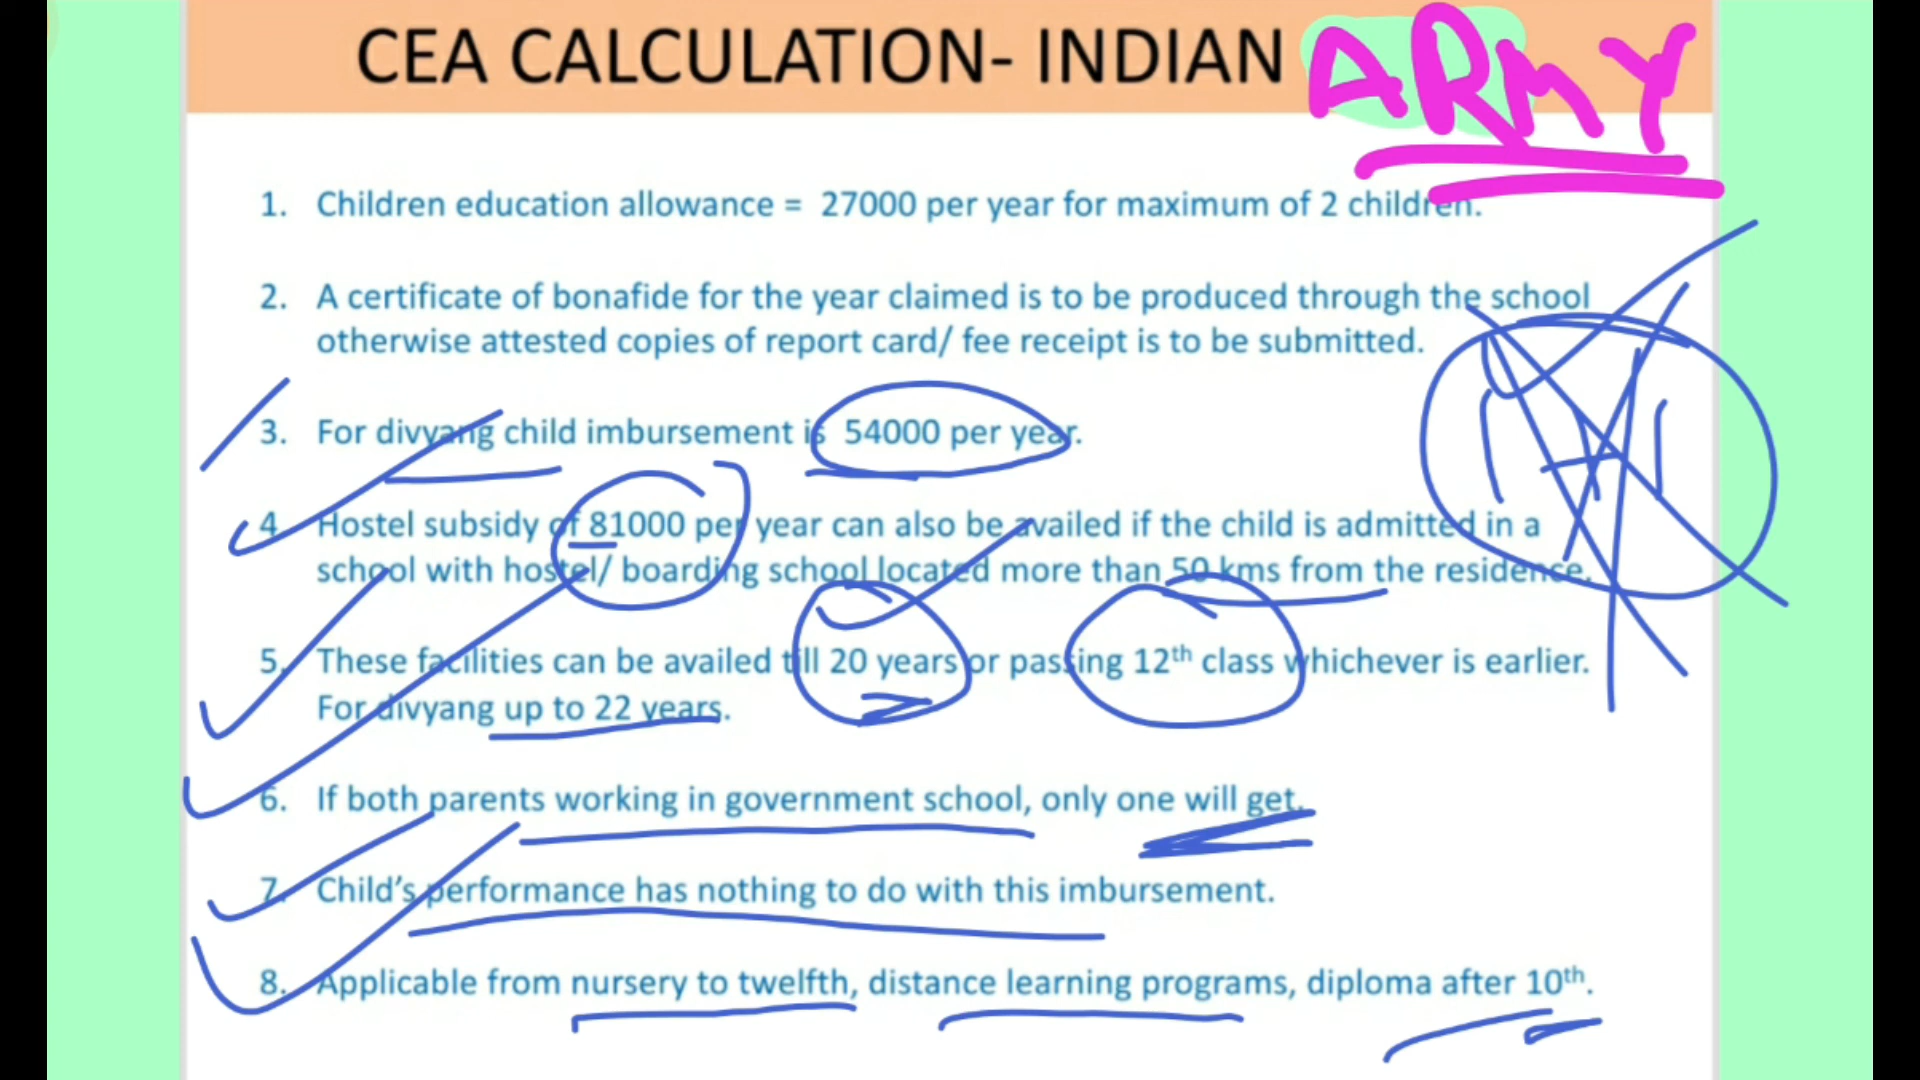 CEA CALCULATION- INDIAN ARMY
1. Children education allowance = 27000 per year for maximum of 2 children.
2. A certificate of bonafide for the year claimed is to be produced through the school
otherwise attested copies of report card/ fee receipt is to be submitted.
3. For divyang child imbursement is 54000 per year.
4. Hostel subsidy of 81000 per year can also be availed if the child is admitted in a
school with hostel/ boarding school located more than 50 kms from the residence.
5. These facilities can be availed till 20 years or passing 12th class whichever is earlier.
For divyang up to 22 years.
6. If both parents working in government school, only one will get.
7. Child's performance has nothing to do with this imbursement.
8. Applicable from nursery to twelfth, distance learning programs, diploma after 10th.